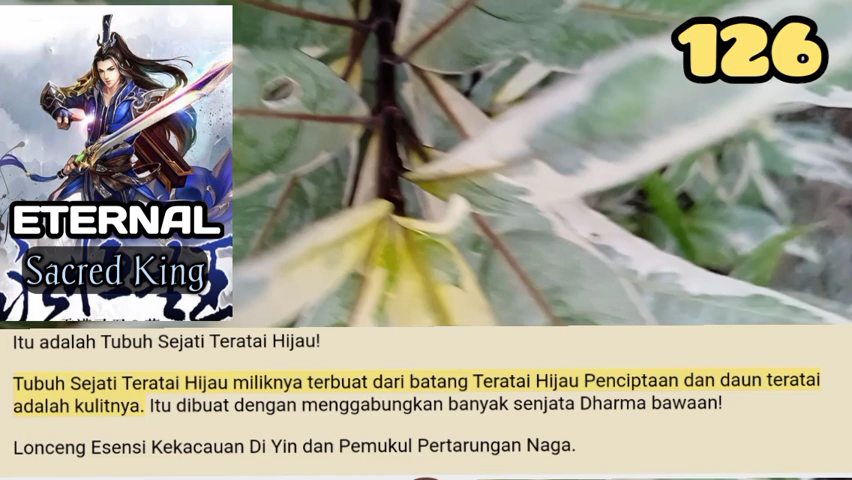 126
ETERNAL
Sacred King
Itu adalah Tubuh Sejati Teratai Hijau!
Tubuh Sejati Teratai Hijau miliknya terbuat dari batang Teratai Hijau Penciptaan dan daun teratai
adalah kulitnya. Itu dibuat dengan menggabungkan banyak senjata Dharma bawaan!
Lonceng Esensi Kekacauan Di Yin dan Pemukul Pertarungan Naga.